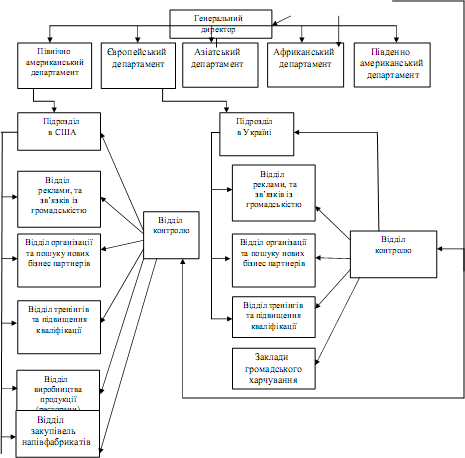 Генеральний
директор
Північно
американський
департамент
Європейський
департамент
Азіатський
департамент
Африканський
департамент
Південно
американський
департамент
Підрозділ
в США
Підрозділ
в Україні
Відділ
реклами, та
зв’язків із
громадськістю
Відділ організації
та пошуку нових
бізнес партнерів
Відділ тренінгів
та підвищення
кваліфікації
Відділ
виробництва
продукції
(ресторани)
Відділ
закупівель
напівфабрикатів
Відділ
контролю
Відділ
реклами, та
зв’язків із
громадськістю
Відділ організації
та пошуку нових
бізнес партнерів
Відділ тренінгів
та підвищення
кваліфікації
Заклади
громадського
харчування
Відділ
контролю